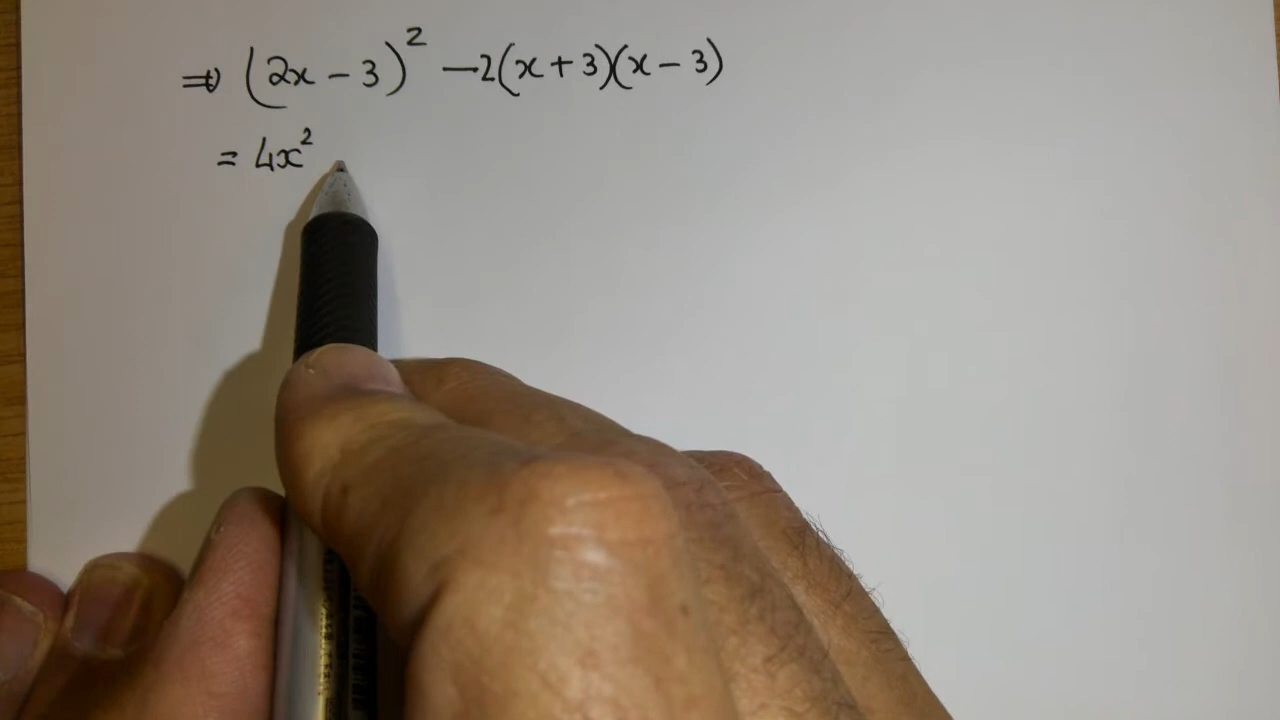 ⇒ (2x - 3)² - 2(x + 3)(x - 3)
= 4x²